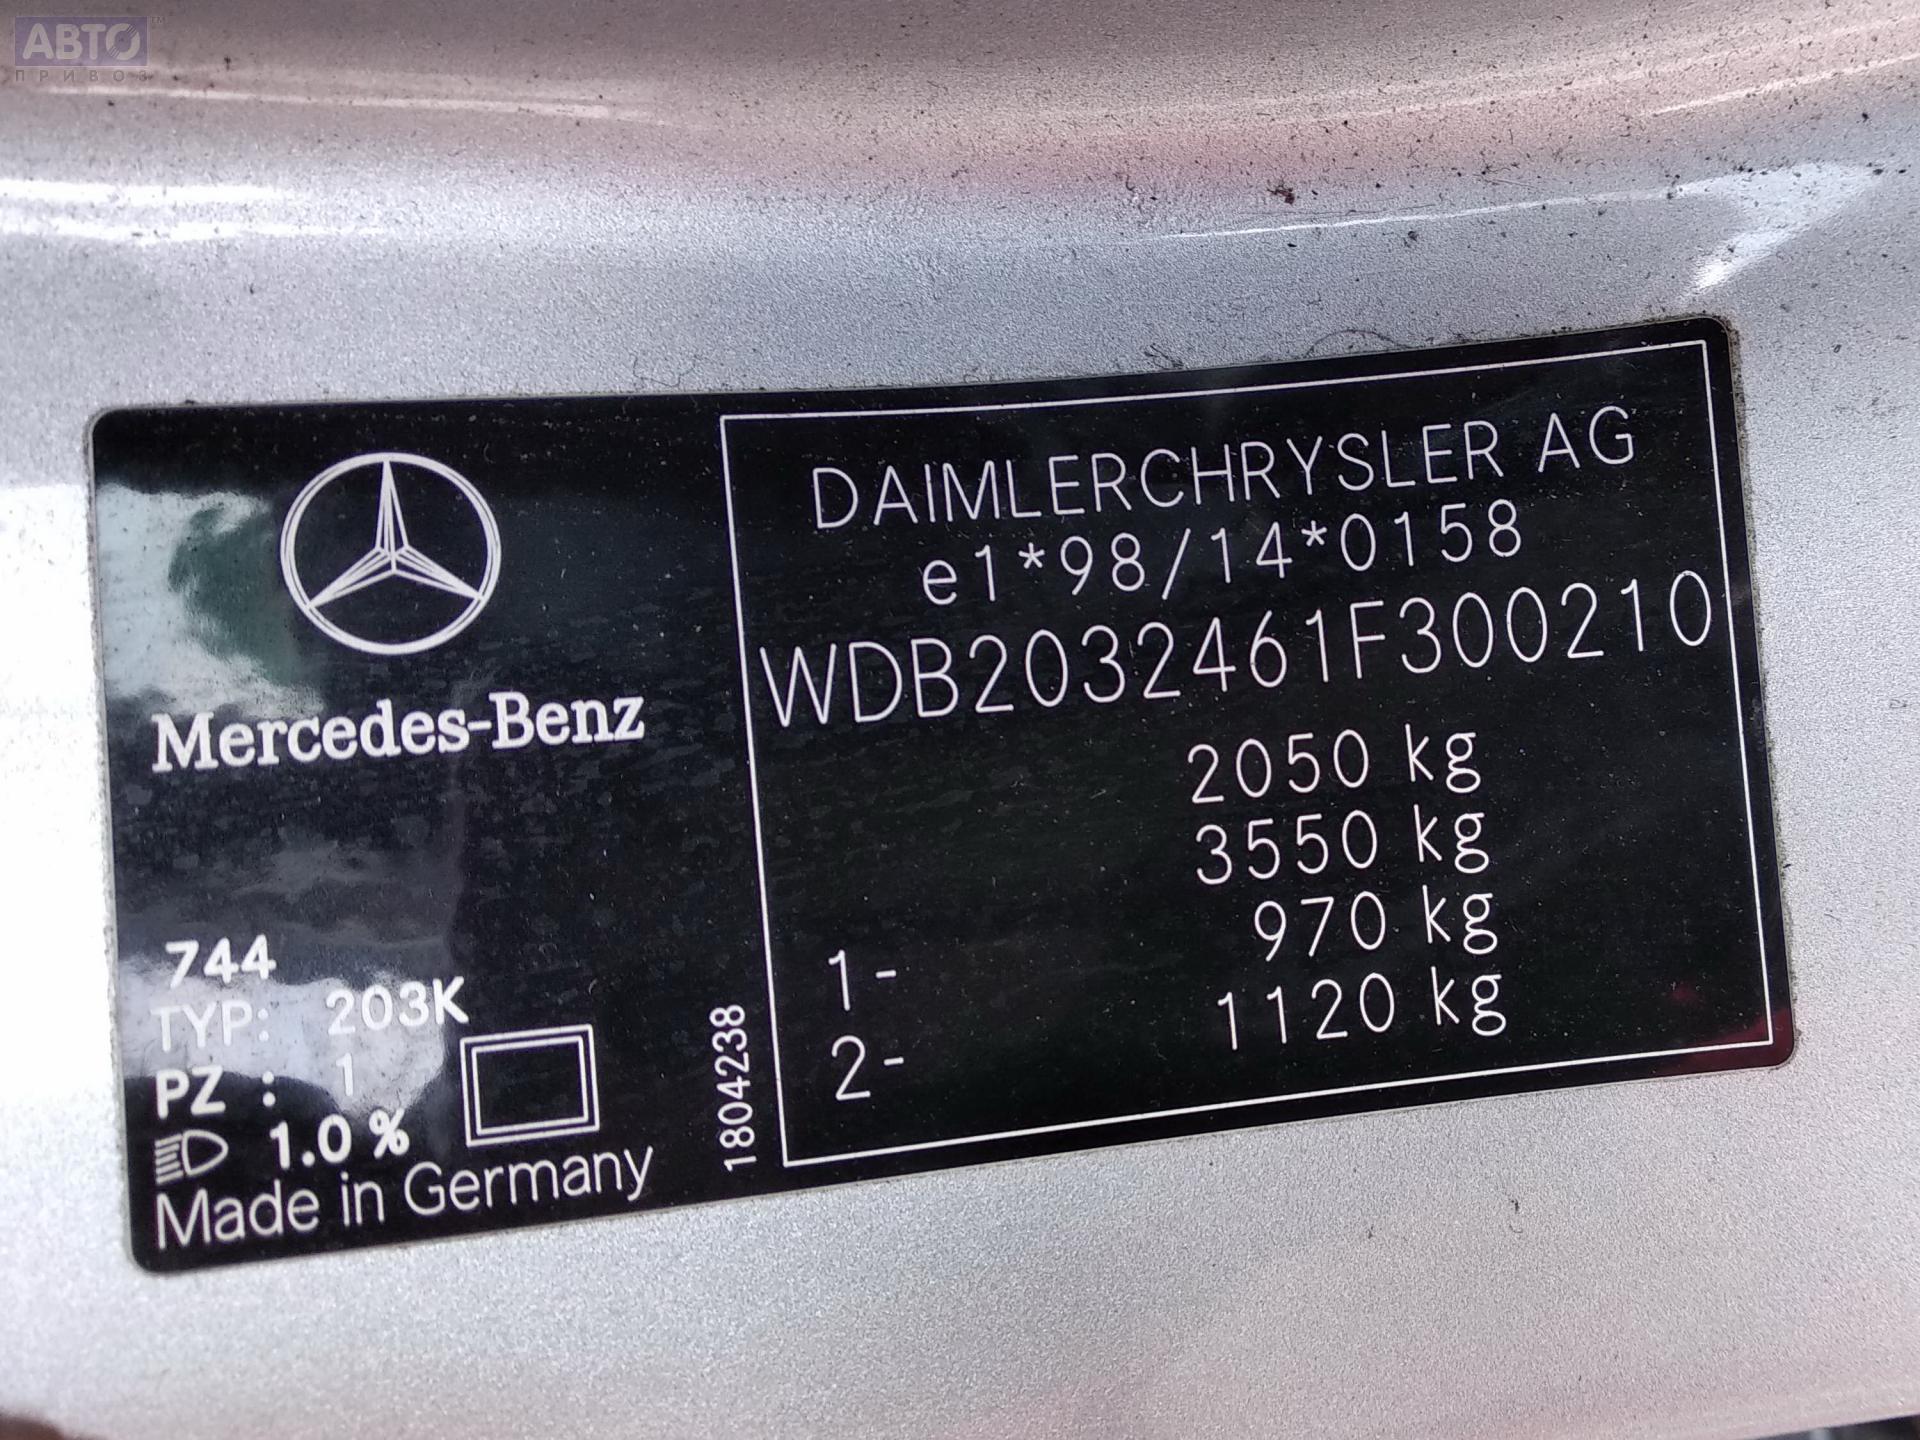 АВТО™
ПРИВОЗ
Mercedes-Benz
744
TYP: 203K
PZ : 1
1.0 %
Made in Germany
1804238
DAIMLERCHRYSLER AG
e1*98/14*0158
WDB2032461F300210
2050 kg
3550 kg
1- 970 kg
2- 1120 kg